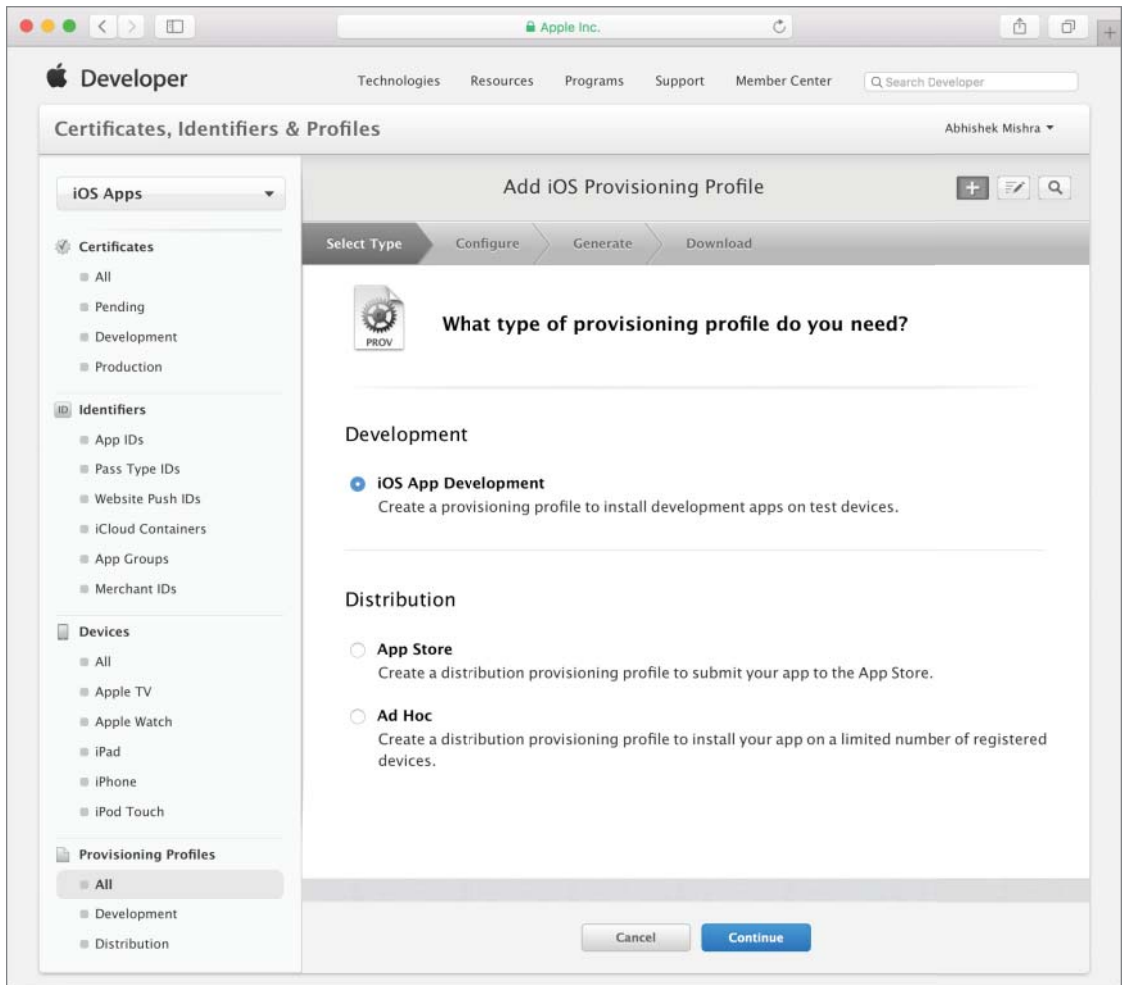 Apple Inc.
Developer
Technologies Resources Programs Support Member Center Search Developer
Certificates, Identifiers & Profiles
Abhishek Mishra
iOS Apps
Certificates
All
Pending
Development
Production
Identifiers
App IDs
Pass Type IDs
Website Push IDs
iCloud Containers
App Groups
Merchant IDs
Devices
All
Apple TV
Apple Watch
iPad
iPhone
iPod Touch
Provisioning Profiles
All
Development
Distribution
Add iOS Provisioning Profile
Select Type Configure Generate Download
PROV
What type of provisioning profile do you need?
Development
iOS App Development
Create a provisioning profile to install development apps on test devices.
Distribution
App Store
Create a distribution provisioning profile to submit your app to the App Store.
Ad Hoc
Create a distribution provisioning profile to install your app on a limited number of registered
devices.
Cancel Continue
ID